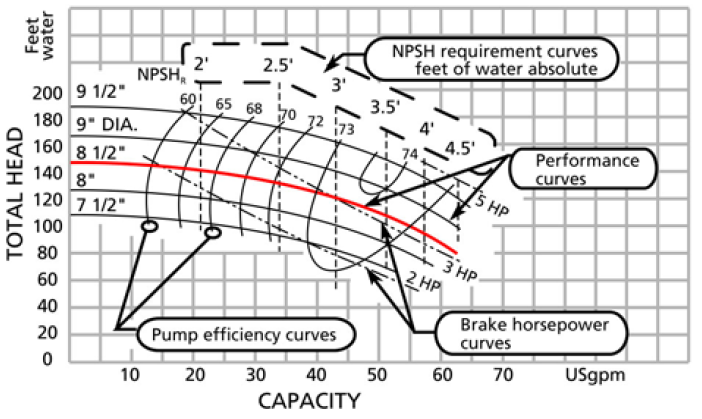 Feet
water
TOTAL HEAD
200
180
160
140
120
100
80
60
40
20
0
9 1/2"
9" DIA.
8 1/2"
8"
7 1/2"
NPSHR
2'
2.5'
3'
3.5'
4'
4.5'
60
65
68
70
72
73
74
NPSH requirement curves
feet of water absolute
Performance
curves
5 HP
3 HP
2 HP
Pump efficiency curves
Brake horsepower
curves
10 20 30 40 50 60 70 USgpm
CAPACITY